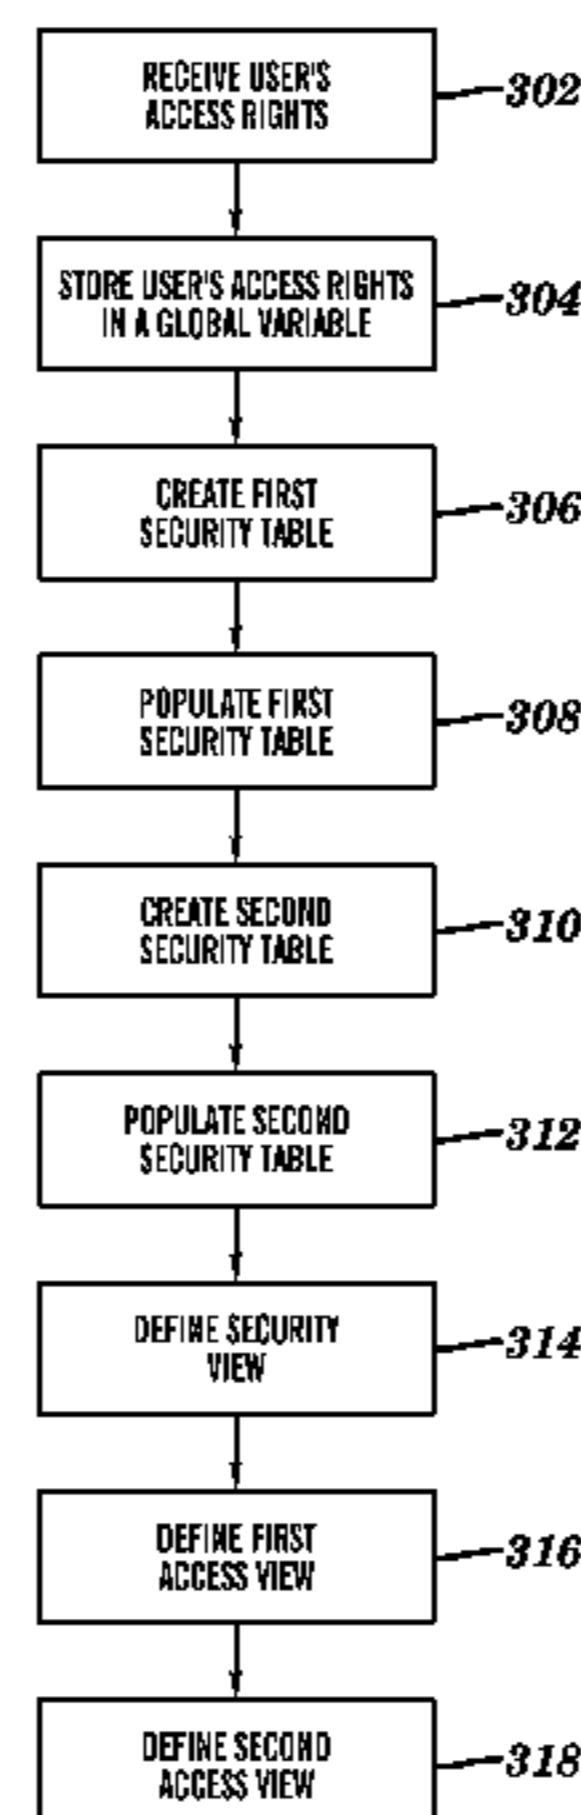 RECEIVE USER'S
ACCESS RIGHTS
302
STORE USER'S ACCESS RIGHTS
IN A GLOBAL VARIABLE
304
CREATE FIRST
SECURITY TABLE
306
POPULATE FIRST
SECURITY TABLE
308
CREATE SECOND
SECURITY TABLE
310
POPULATE SECOND
SECURITY TABLE
312
DEFINE SECURITY
VIEW
314
DEFINE FIRST
ACCESS VIEW
316
DEFINE SECOND
ACCESS VIEW
318